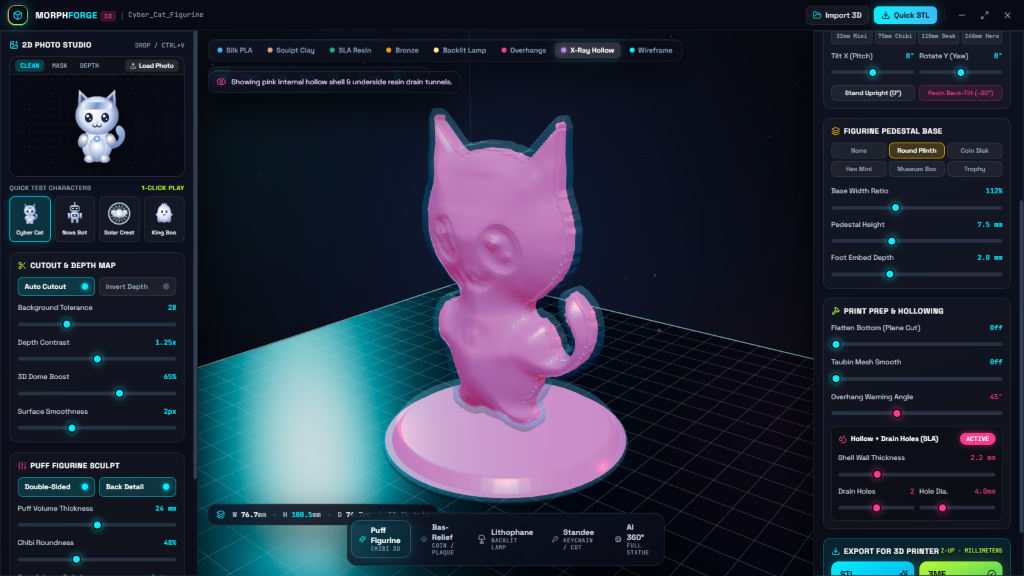 MORPHFORGE 3D | Cyber_Cat_Figurine
Import 3D
Quick STL
2D PHOTO STUDIO
DROP / CTRL+V
CLEAN
MASK
DEPTH
Load Photo
QUICK TEST CHARACTERS
1-CLICK PLAY
Cyber Cat
Nova Bot
Solar Crest
King Boo
CUTOUT & DEPTH MAP
Auto Cutout
Invert Depth
Background Tolerance 28
Depth Contrast 1.25x
3D Dome Boost 65%
Surface Smoothness 2px
PUFF FIGURINE SCULPT
Double-Sided
Back Detail
Puff Volume Thickness 24 mm
Chibi Roundness 48%
Silk PLA
Sculpt Clay
SLA Resin
Bronze
Backlit Lamp
Overhangs
X-Ray Hollow
Wireframe
Showing pink internal hollow shell & underside resin drain tunnels.
W 76.7mm
H 100.5mm
Puff Figurine
CHIBI 3D
Bas-Relief
COIN / PLAQUE
Lithophane
BACKLIT LAMP
Standee
KEYCHAIN / CUT
AI 360°
FULL STATUE
32mm Mini
75mm Chibi
110mm Desk
160mm Hero
Tilt X (Pitch) 0°
Rotate Y (Yaw) 0°
Stand Upright (0°)
Resin Back-Tilt (-30°)
FIGURINE PEDESTAL BASE
None
Round Plinth
Coin Disk
Hex Mini
Museum Box
Trophy
Base Width Ratio 112%
Pedestal Height 7.5 mm
Foot Embed Depth 2.0 mm
PRINT PREP & HOLLOWING
Flatten Bottom (Plane Cut) Off
Taubin Mesh Smooth Off
Overhang Warning Angle 45°
Hollow + Drain Holes (SLA) ACTIVE
Shell Wall Thickness 2.2 mm
Drain Holes 2
Hole Dia. 4.0mm
EXPORT FOR 3D PRINTER
Z-UP · MILLIMETERS
STL
3MF